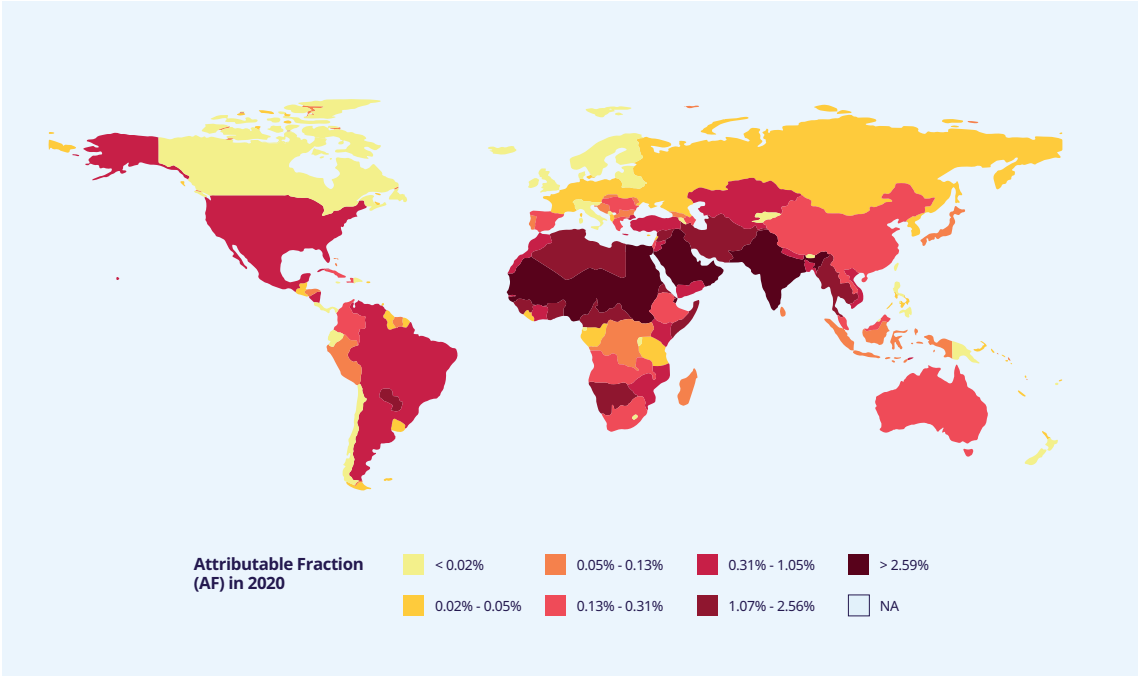 Attributable Fraction
(AF) in 2020
< 0.02%
0.05% - 0.13%
0.31% - 1.05%
> 2.59%
0.02% - 0.05%
0.13% - 0.31%
1.07% - 2.56%
NA